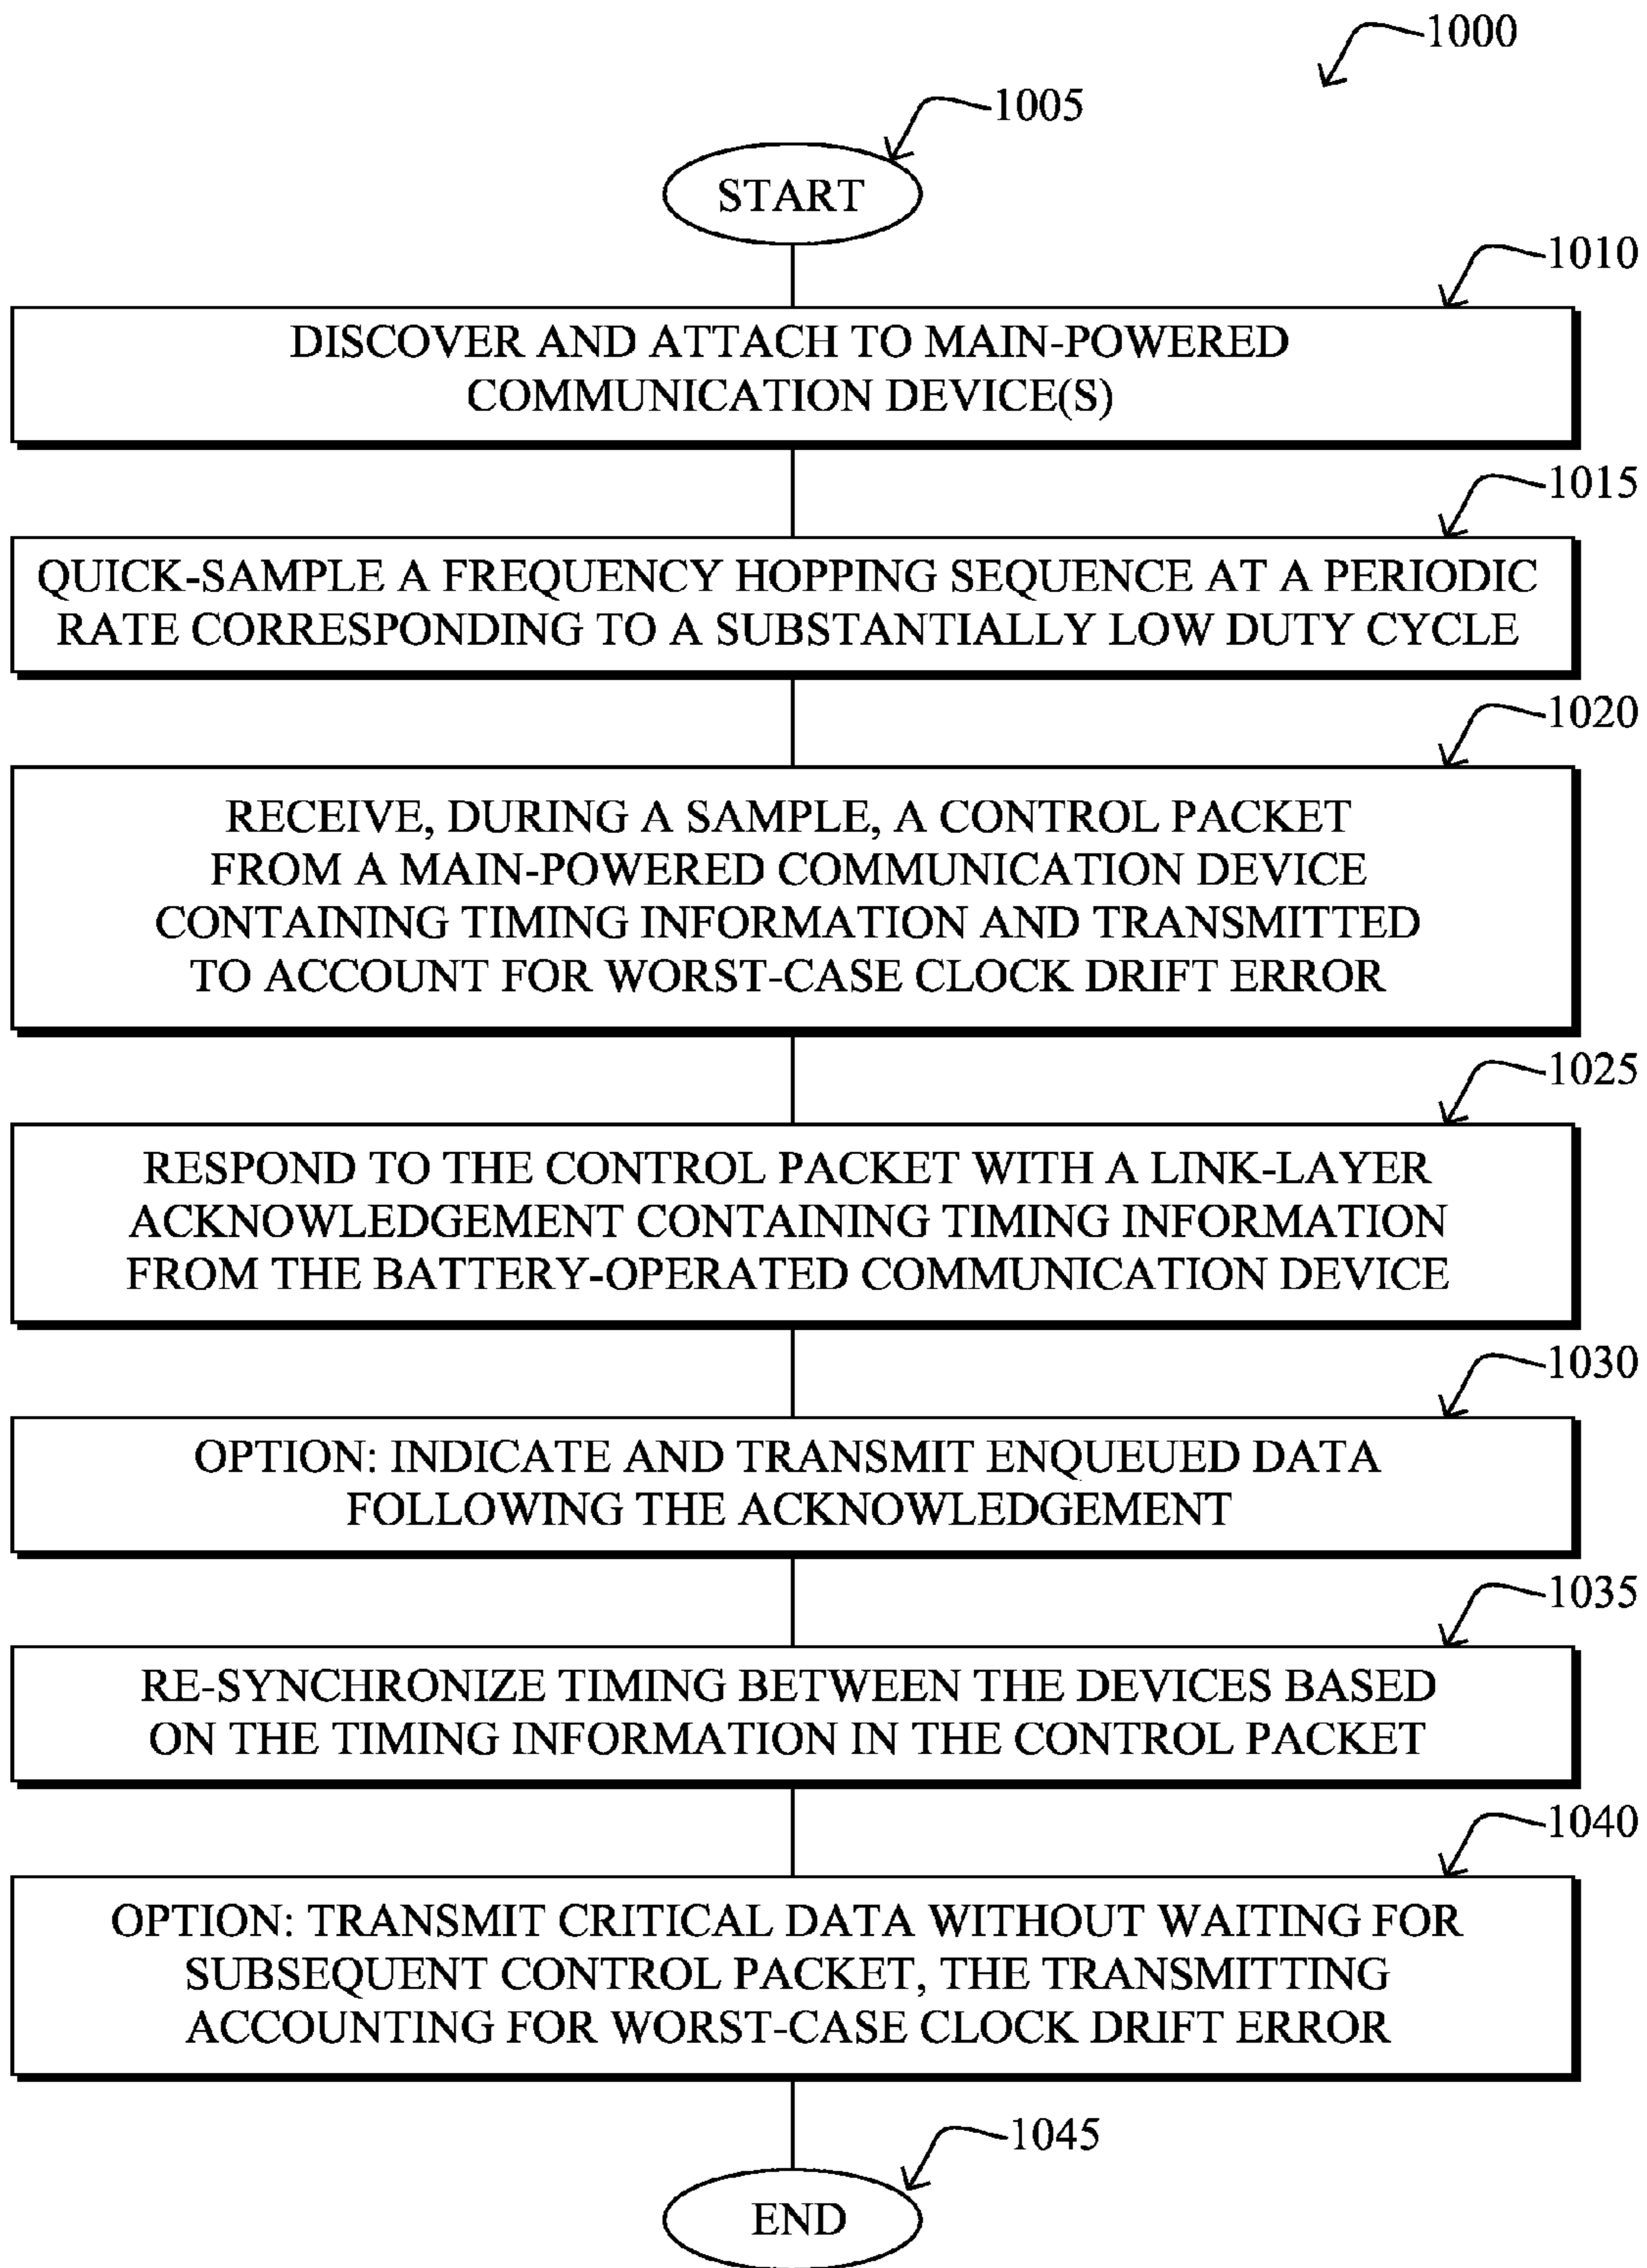 1000
1005
START
1010
DISCOVER AND ATTACH TO MAIN-POWERED
COMMUNICATION DEVICE(S)
1015
QUICK-SAMPLE A FREQUENCY HOPPING SEQUENCE AT A PERIODIC
RATE CORRESPONDING TO A SUBSTANTIALLY LOW DUTY CYCLE
1020
RECEIVE, DURING A SAMPLE, A CONTROL PACKET
FROM A MAIN-POWERED COMMUNICATION DEVICE
CONTAINING TIMING INFORMATION AND TRANSMITTED
TO ACCOUNT FOR WORST-CASE CLOCK DRIFT ERROR
1025
RESPOND TO THE CONTROL PACKET WITH A LINK-LAYER
ACKNOWLEDGEMENT CONTAINING TIMING INFORMATION
FROM THE BATTERY-OPERATED COMMUNICATION DEVICE
1030
OPTION: INDICATE AND TRANSMIT ENQUEUED DATA
FOLLOWING THE ACKNOWLEDGEMENT
1035
RE-SYNCHRONIZE TIMING BETWEEN THE DEVICES BASED
ON THE TIMING INFORMATION IN THE CONTROL PACKET
1040
OPTION: TRANSMIT CRITICAL DATA WITHOUT WAITING FOR
SUBSEQUENT CONTROL PACKET, THE TRANSMITTING
ACCOUNTING FOR WORST-CASE CLOCK DRIFT ERROR
1045
END